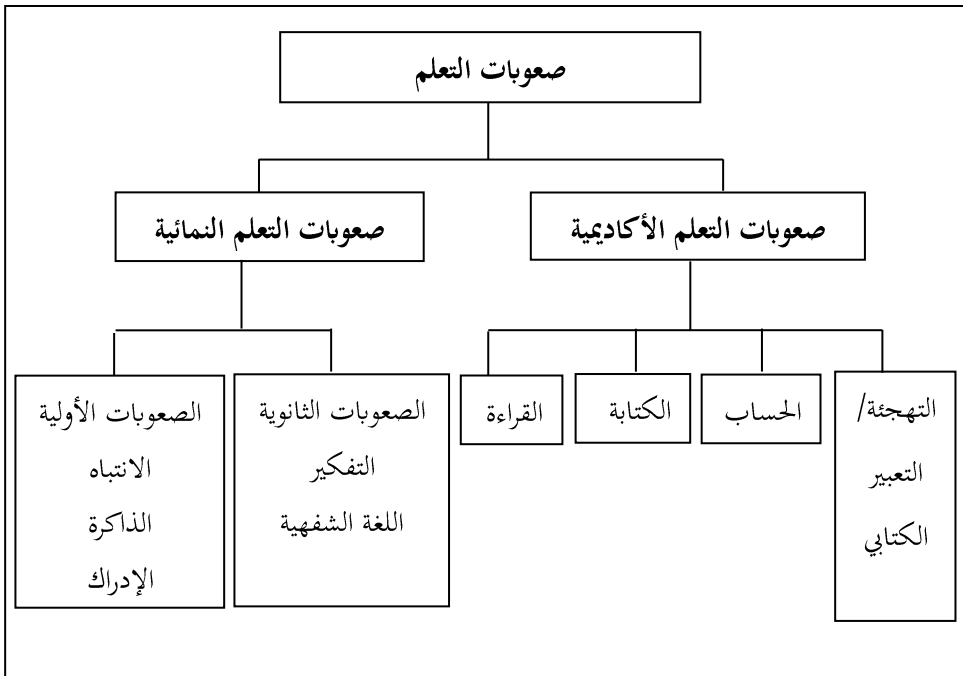 صعوبات التعلم
صعوبات التعلم الأكاديمية
صعوبات التعلم النمائية
التهجئة/
التعبير
الكتابي
الحساب
الكتابة
القراءة
الصعوبات الثانوية
التفكير
اللغة الشفهية
الصعوبات الأولية
الانتباه
الذاكرة
الإدراك